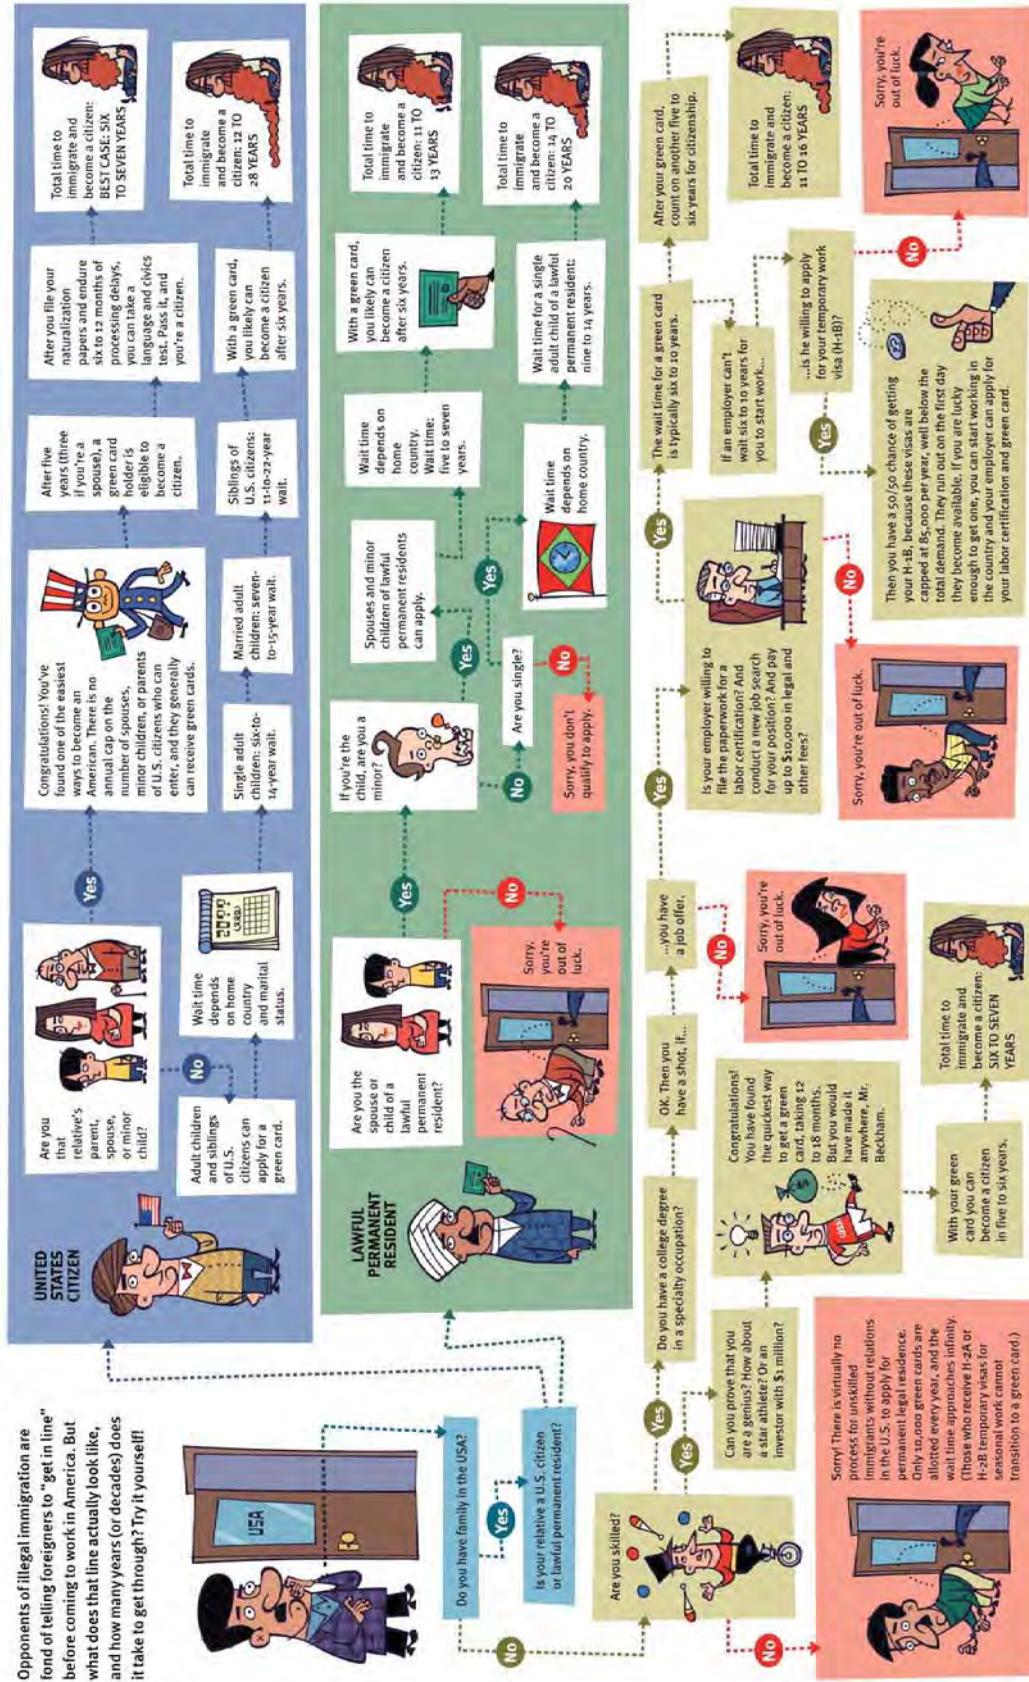 Opponents of illegal immigration are
fond of telling foreigners to "get in line"
before coming to work in America. But
what does that line actually look like,
and how many years (or decades) does
it take to get through? Try it yourself!
USA
Do you have family in the USA?
Yes
No
Is your relative a U.S. citizen
or lawful permanent resident?
UNITED
STATES
CITIZEN
Are you
that
relative's
parent,
spouse,
or minor
child?
Yes
Congratulations! You've
found one of the easiest
ways to become an
American. There is no
annual cap on the
number of spouses,
minor children, or parents
of U.S. citizens who can
enter, and they generally
can receive green cards.
After five
years (three
if you're a
spouse), a
green card
holder is
eligible to
become a
citizen.
After you file your
naturalization
papers and endure
six to 12 months of
processing delays,
you can take a
language and civics
test. Pass it, and
you're a citizen.
Total time to
immigrate and
become a citizen:
BEST CASE: SIX
TO SEVEN YEARS
No
Adult children
and siblings
of U.S.
citizens can
apply for a
green card.
Wait time
depends
on home
country
and marital
status.
Single adult
children: six-to-
14-year wait.
Married adult
children: seven-
to-15-year wait.
Siblings of
U.S. citizens:
11-to-22-year
wait.
With a green card,
you likely can
become a citizen
after six years.
Total time to
immigrate
and become a
citizen: 12 TO
28 YEARS
LAWFUL
PERMANENT
RESIDENT
Are you the
spouse or
child of a
lawful
permanent
resident?
Yes
No
Sorry,
you're
out of
luck.
If you're the
child, are you a
minor?
Yes
Spouses and minor
children of lawful
permanent residents
can apply.
Wait time
depends on
home
country.
Wait time:
five to seven
years.
With a green card,
you likely can
become a citizen
after six years.
Total time to
immigrate
and become a
citizen: 11 TO
13 YEARS
No
Are you single?
Yes
No
Sorry, you don't
qualify to apply.
Wait time
depends on
home country.
Wait time for a single
adult child of a lawful
permanent resident:
nine to 14 years.
Total time to
immigrate
and become a
citizen: 14 TO
20 YEARS
Are you skilled?
No
Sorry! There is virtually no
process for unskilled
immigrants without relations
in the U.S. to apply for
permanent legal residence.
Only 10,000 green cards are
allotted every year, and the
wait time approaches infinity.
(Those who receive H-2A or
H-2B temporary visas for
seasonal work cannot
transition to a green card.)
Yes
Can you prove that you
are a genius? How about
a star athlete? Or an
investor with $1 million?
Congratulations!
You have found
the quickest way
to get a green
card, taking 12
to 18 months.
But you would
have made it
anywhere, Mr.
Beckham.
With your green
card you can
become a citizen
in five to six years.
Total time to
immigrate and
become a citizen:
SIX TO SEVEN
YEARS
Yes
Do you have a college degree
in a specialty occupation?
OK. Then you
have a shot, if...
...you have
a job offer.
No
Sorry, you're
out of luck.
Yes
Is your employer willing to
file the paperwork for a
labor certification? And
conduct a new job search
for your position? And pay
up to $10,000 in legal and
other fees?
No
Sorry, you're out of luck.
Yes
The wait time for a green card
is typically six to 10 years.
After your green card,
count on another five to
six years for citizenship.
Total time to
immigrate and
become a citizen:
11 TO 16 YEARS
If an employer can't
wait six to 10 years for
you to start work...
...is he willing to apply
for your temporary work
visa (H-1B)?
No
Sorry, you're
out of luck.
Yes
Then you have a 50/50 chance of getting
your H-1B, because these visas are
capped at 85,000 per year, well below the
total demand. They run out on the first day
they become available. If you are lucky
enough to get one, you can start working in
the country and your employer can apply for
your labor certification and green card.